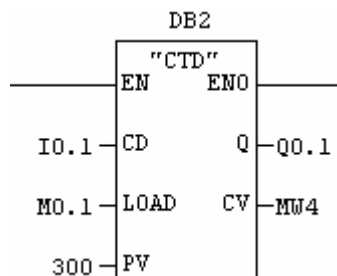 DB2
"CTD"
EN ENO
I0.1 CD Q Q0.1
M0.1 LOAD CV MW4
300 PV